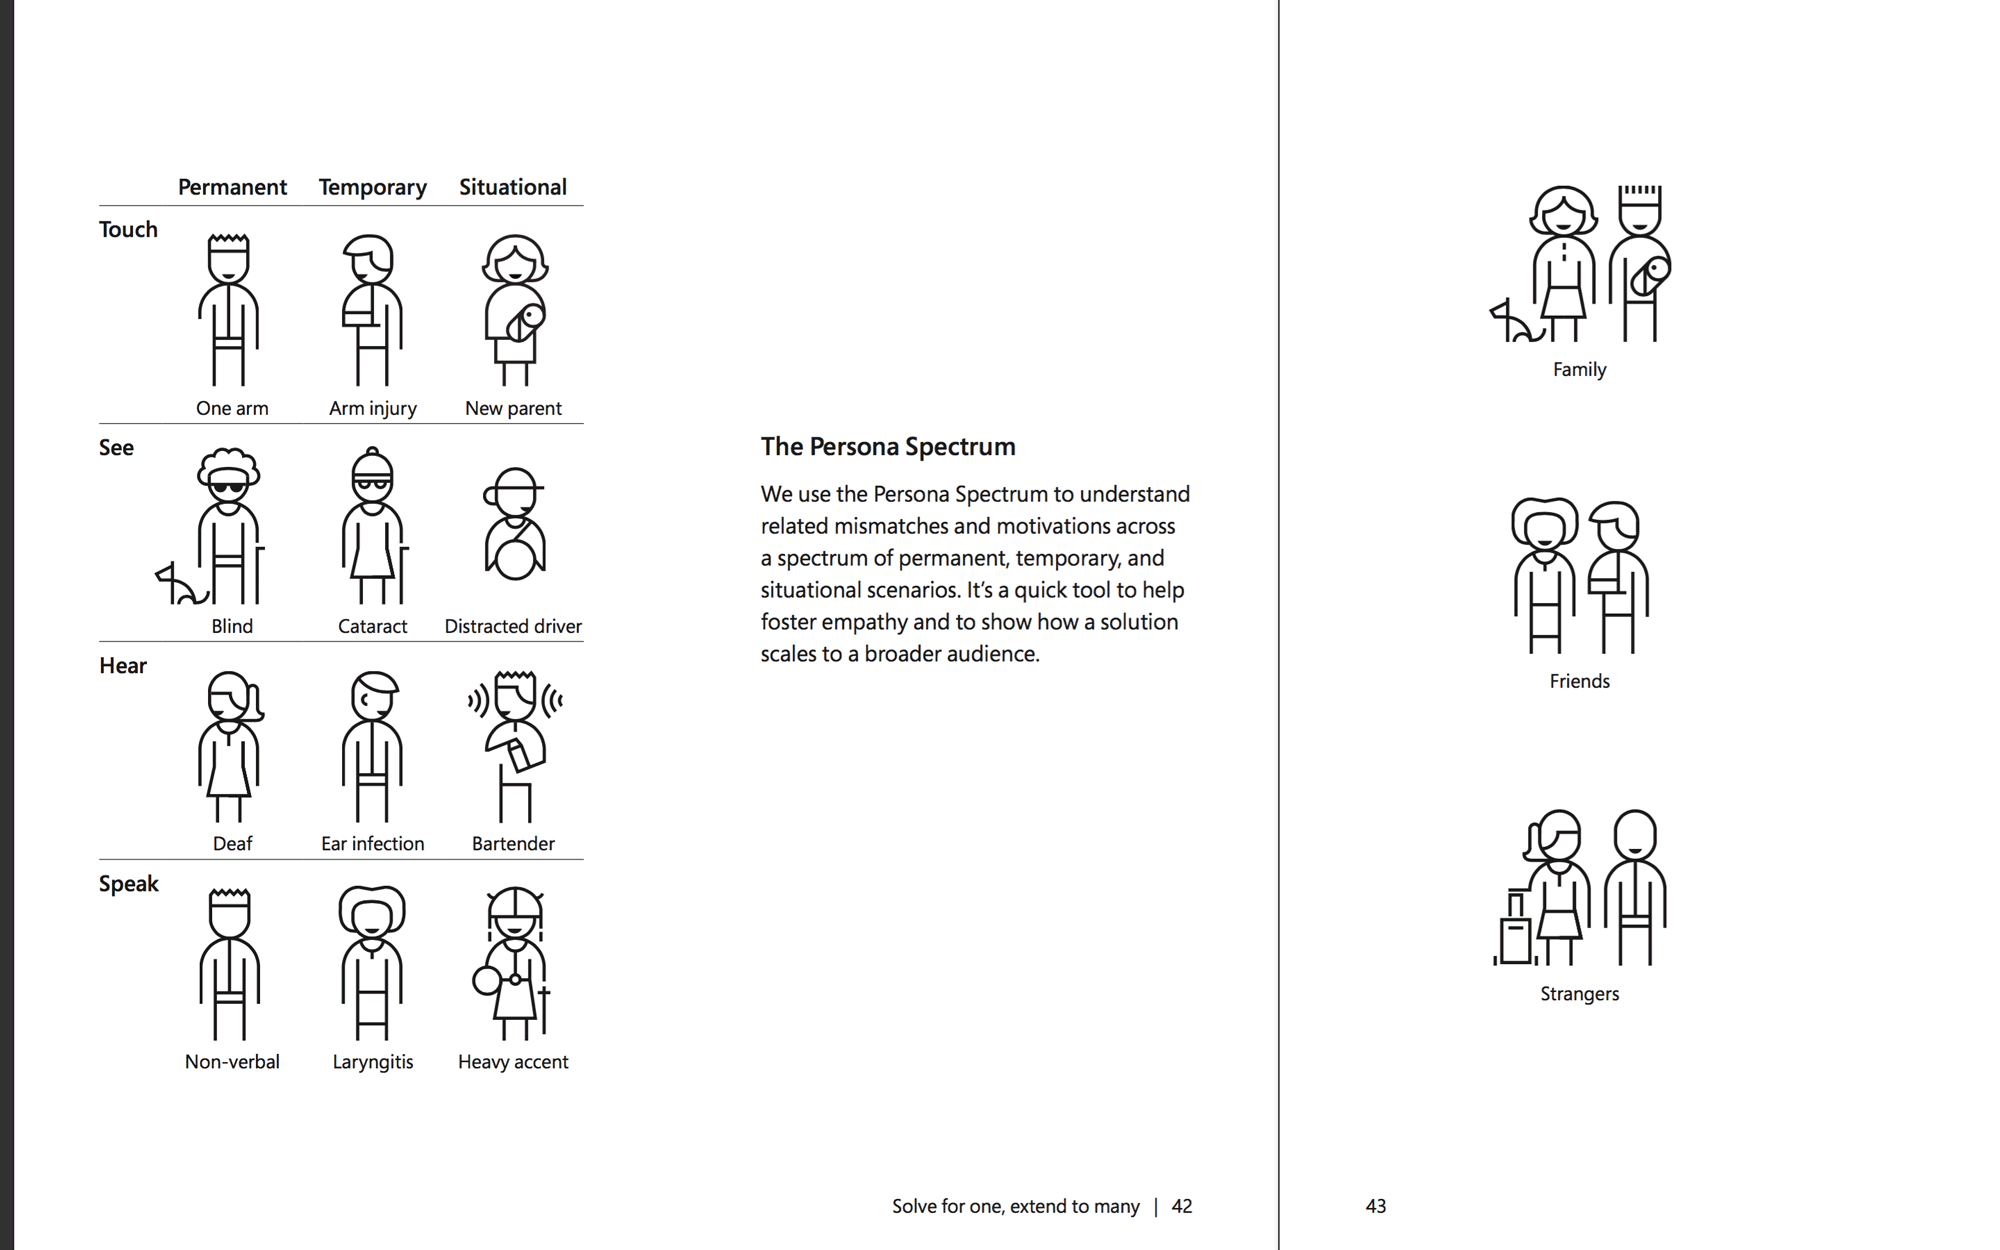 Permanent Temporary Situational
Touch
One arm Arm injury New parent
See
Blind Cataract Distracted driver
Hear
Deaf Ear infection Bartender
Speak
Non-verbal Laryngitis Heavy accent
The Persona Spectrum
We use the Persona Spectrum to understand
related mismatches and motivations across
a spectrum of permanent, temporary, and
situational scenarios. It’s a quick tool to help
foster empathy and to show how a solution
scales to a broader audience.
Solve for one, extend to many | 42
Family
Friends
Strangers
43